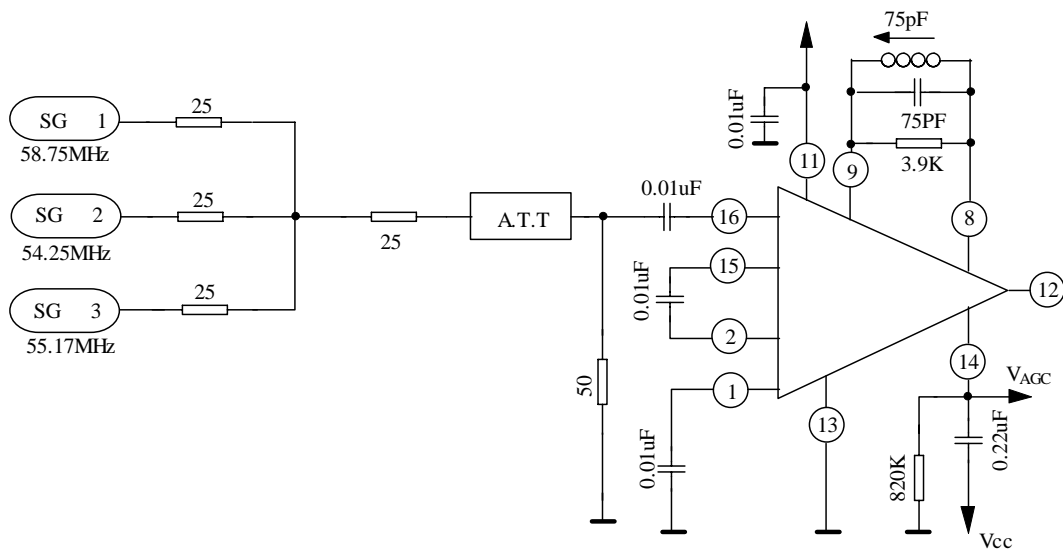 75pF
SG 1
25
58.75MHz
0.01uF
75PF
3.9K
11
9
SG 2
25
54.25MHz
25
A.T.T
0.01uF
16
8
15
12
0.01uF
2
SG 3
25
55.17MHz
1
14
VAGC
50
13
0.01uF
820K
0.22uF
Vcc